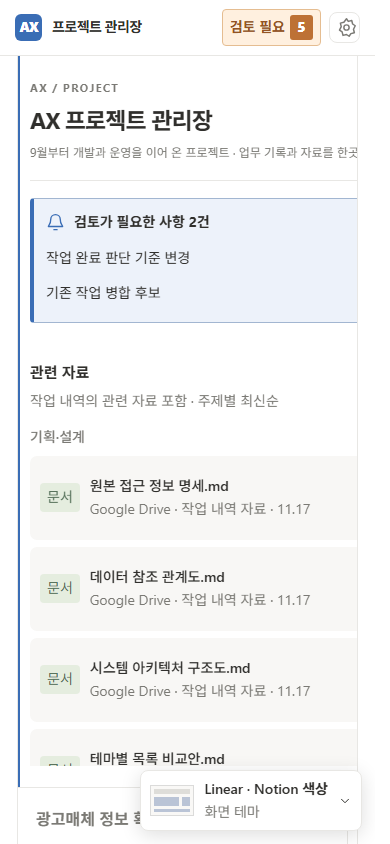 AX 프로젝트 관리장
검토 필요 5
AX / PROJECT
AX 프로젝트 관리장
9월부터 개발과 운영을 이어 온 프로젝트 · 업무 기록과 자료를 한곳
검토가 필요한 사항 2건
작업 완료 판단 기준 변경
기존 작업 병합 후보
관련 자료
작업 내역의 관련 자료 포함 · 주제별 최신순
기획·설계
문서
원본 접근 정보 명세.md
Google Drive · 작업 내역 자료 · 11.17
문서
데이터 참조 관계도.md
Google Drive · 작업 내역 자료 · 11.17
문서
시스템 아키텍처 구조도.md
Google Drive · 작업 내역 자료 · 11.17
테마별 목록 비교안.md
Linear · Notion 색상
화면 테마
광고매체 정보